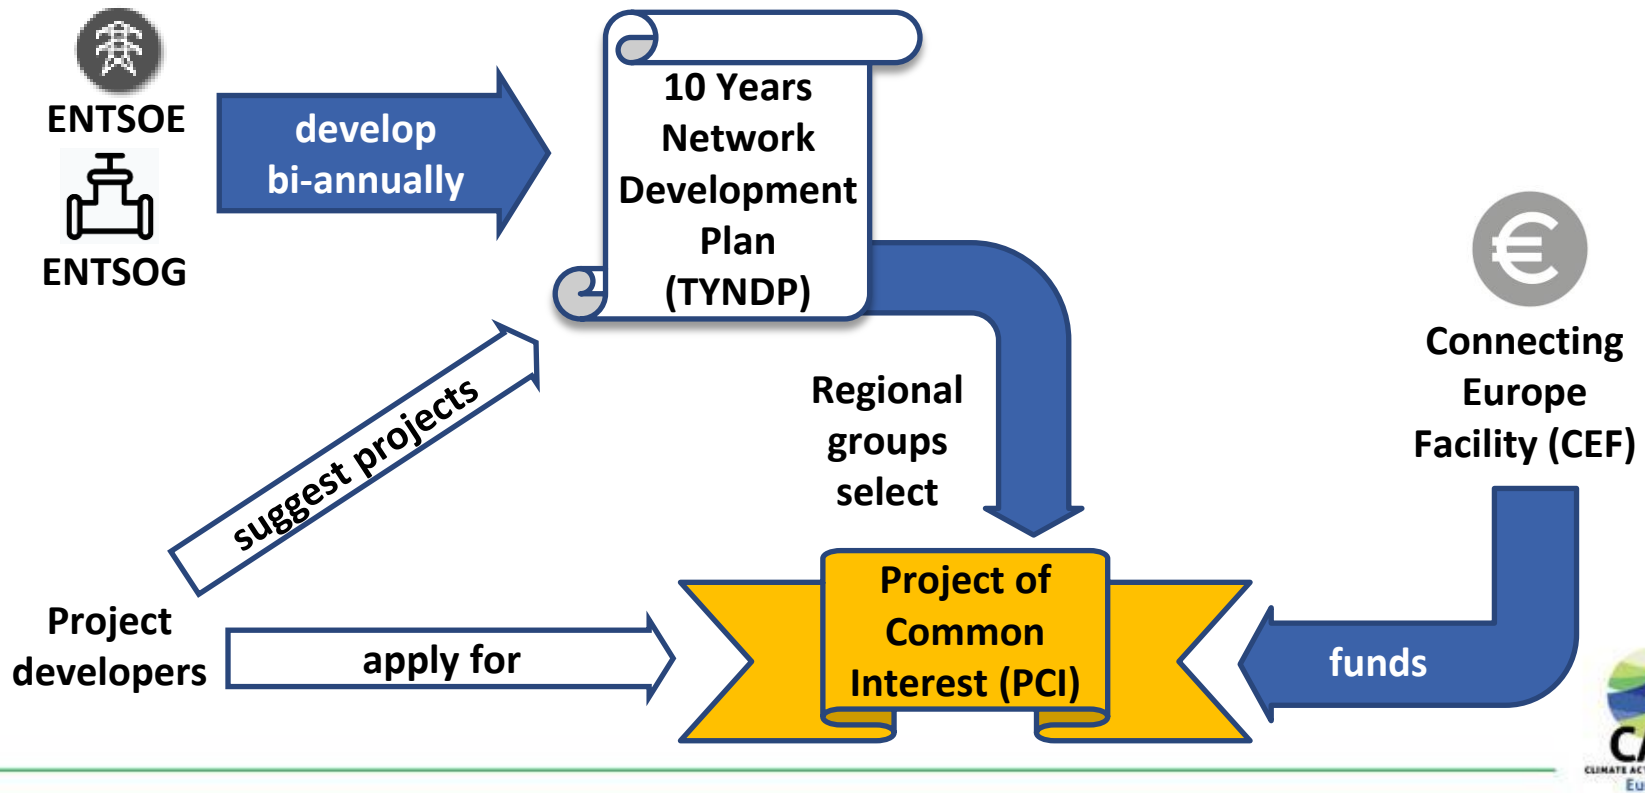 ENTSOE
ENTSOG
develop
bi-annually
10 Years
Network
Development
Plan
(TYNDP)
suggest projects
Regional
groups
select
Connecting
Europe
Facility (CEF)
Project
developers
apply for
Project of
Common
Interest (PCI)
funds